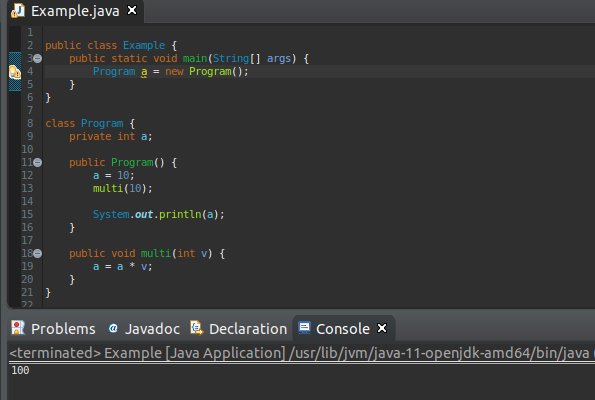 Example.java
1
2 public class Example {
3 public static void main(String[] args) {
4 Program a = new Program();
5 }
6 }
7
8 class Program {
9 private int a;
10
11 public Program() {
12 a = 10;
13 multi(10);
14
15 System.out.println(a);
16 }
17
18 public void multi(int v) {
19 a = a * v;
20 }
21 }
22
Problems @ Javadoc Declaration Console
<terminated> Example [Java Application] /usr/lib/jvm/java-11-openjdk-amd64/bin/java (
100